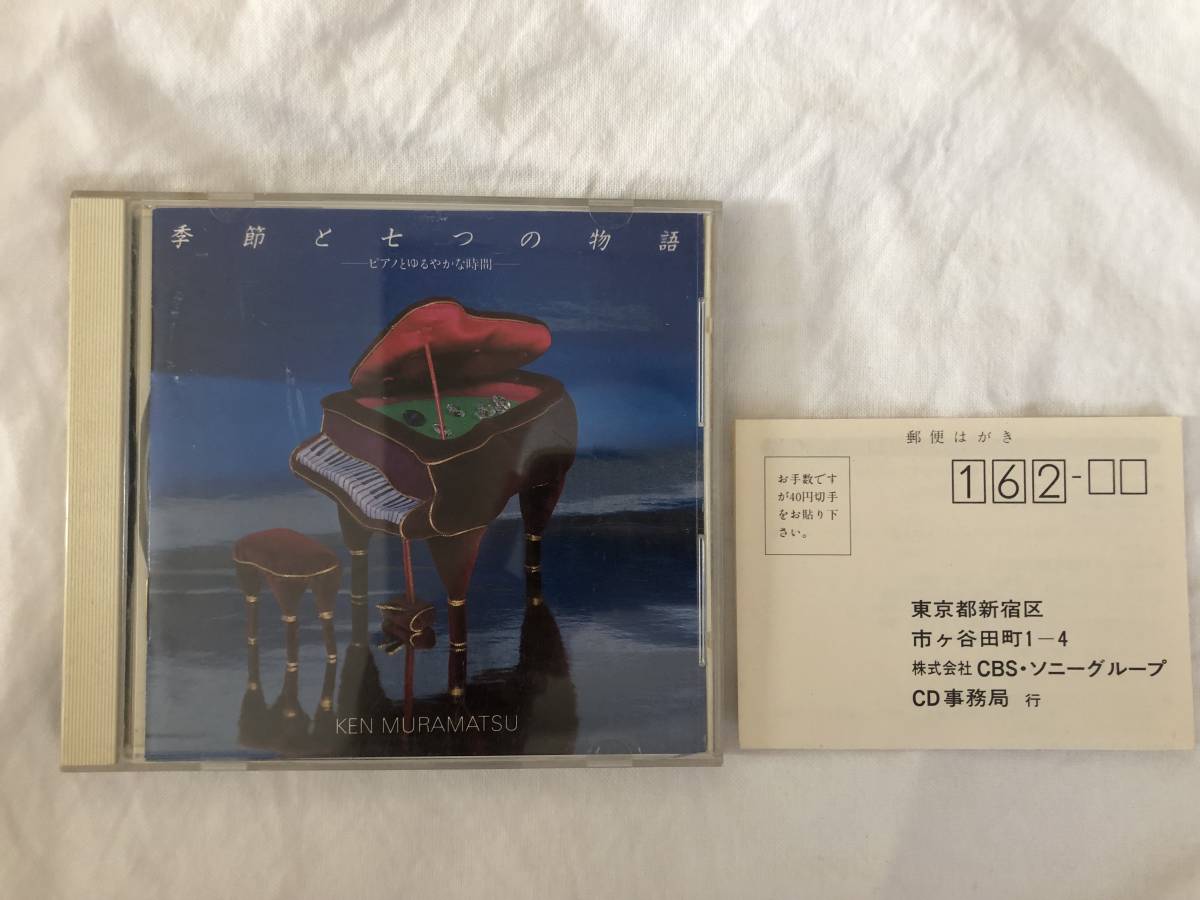 季節と七つの物語
——ピアノとゆるやかな時間——
KEN MURAMATSU
郵便はがき
お手数です
が40円切手
をお貼り下
さい。
162-□□
東京都新宿区
市ヶ谷田町1－4
株式会社 CBS・ソニーグループ
CD事務局 行